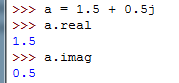 >>> a = 1.5 + 0.5j
>>> a.real
1.5
>>> a.imag
0.5